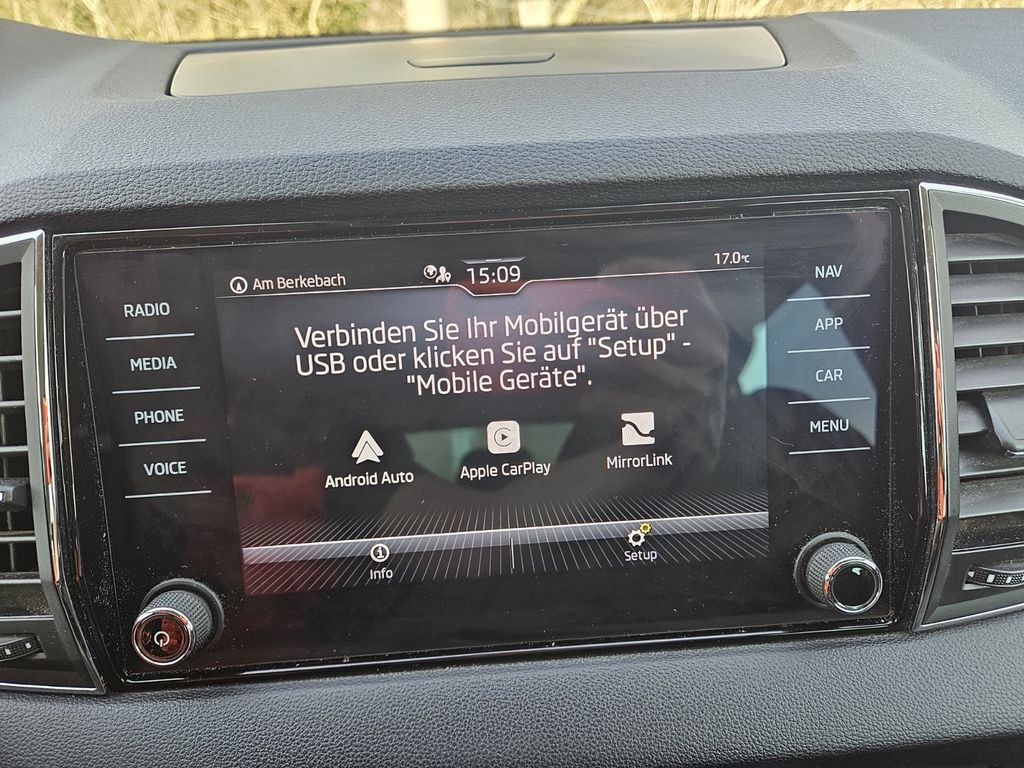 Am Berkebach
15:09
17.0°C
RADIO
MEDIA
PHONE
VOICE
Verbinden Sie Ihr Mobilgerät über
USB oder klicken Sie auf "Setup" -
"Mobile Geräte".
Android Auto
Apple CarPlay
MirrorLink
Info
Setup
NAV
APP
CAR
MENU